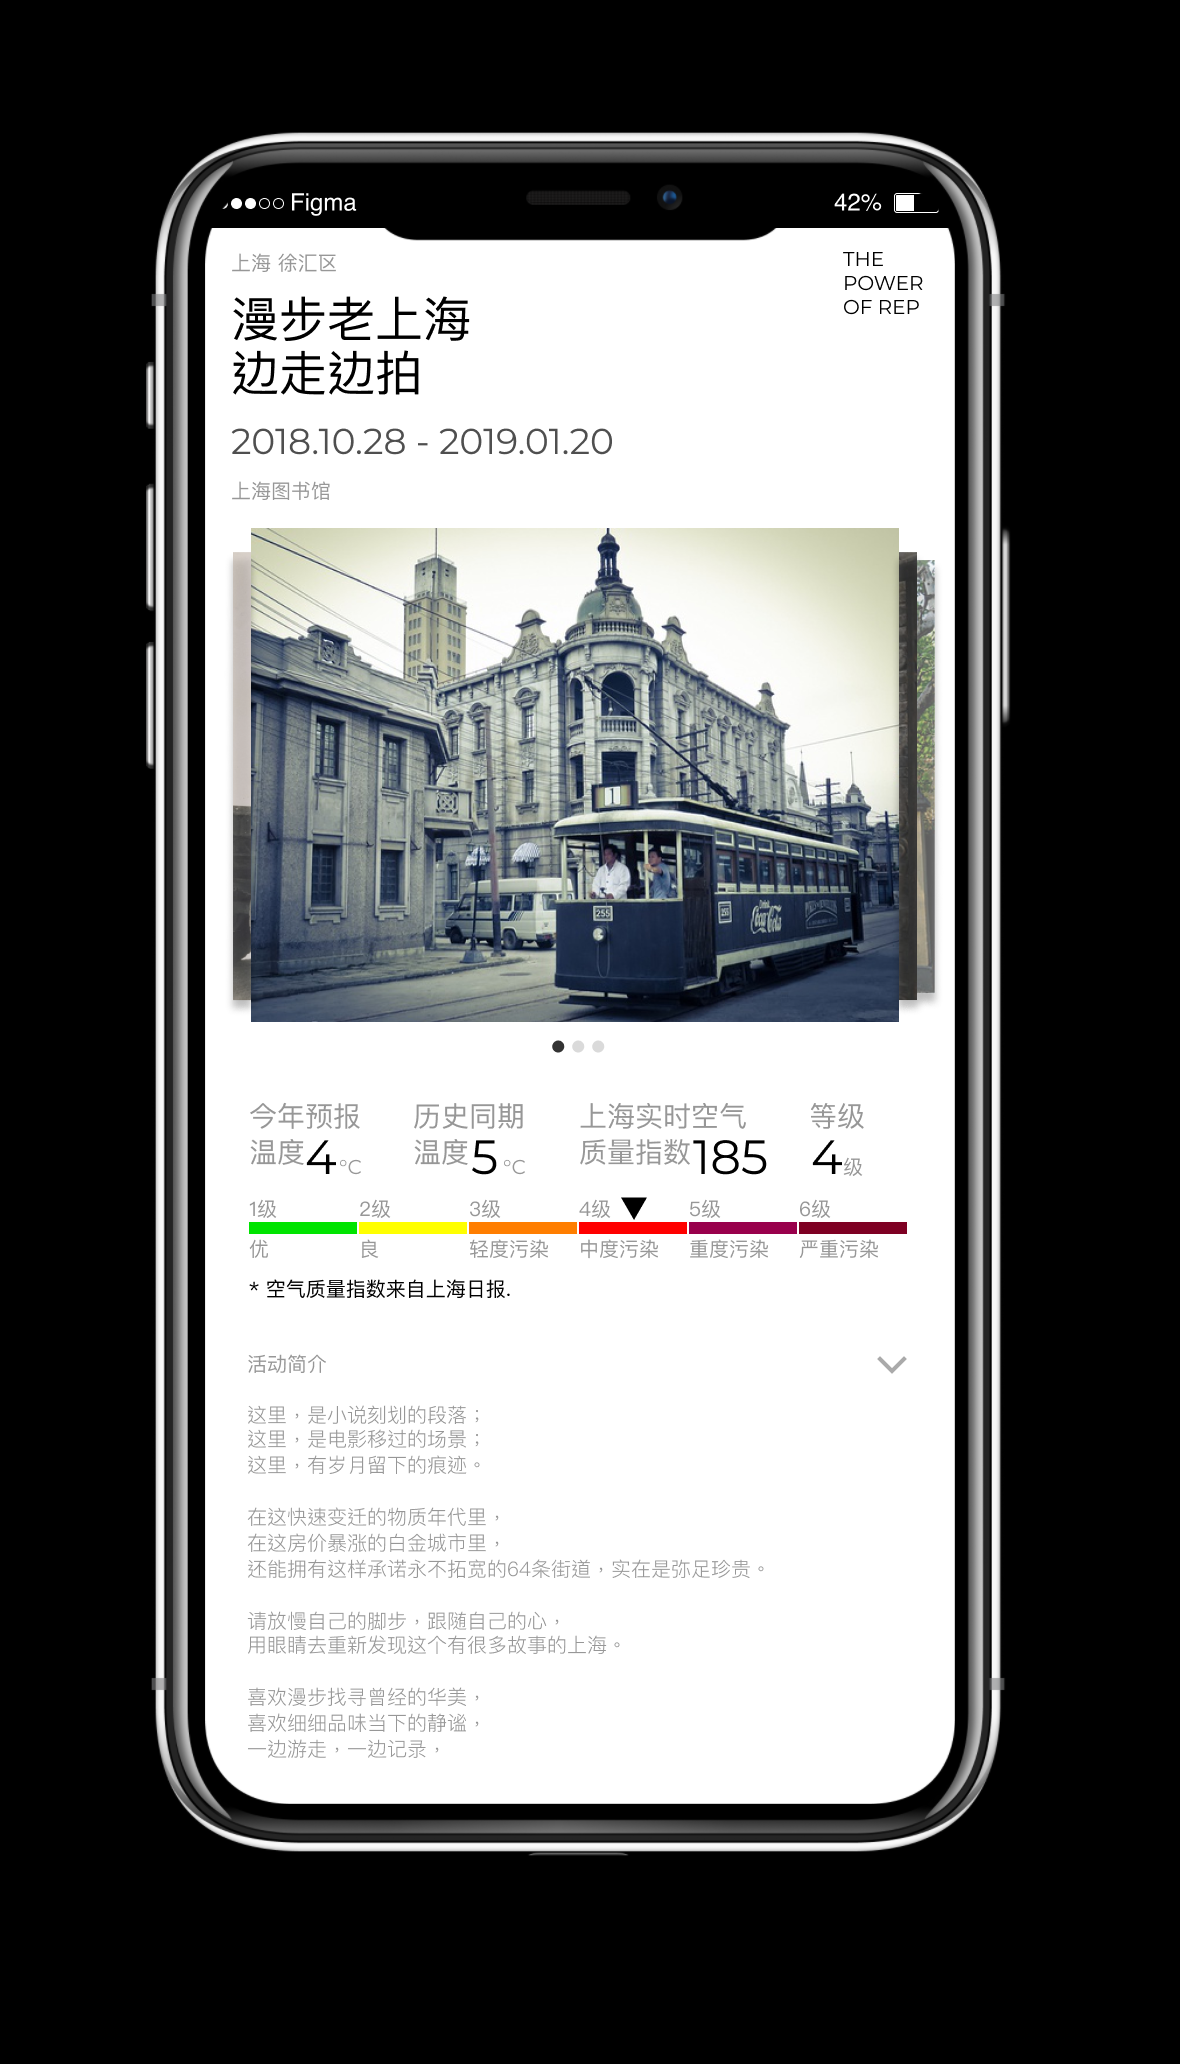 Figma
42%
上海 徐汇区
THE
POWER
OF REP
漫步老上海
边走边拍
2018.10.28 - 2019.01.20
上海图书馆
1
255
255
Drink
Coca-Cola
今年预报
温度4 °C
历史同期
温度5 °C
上海实时空气
质量指数185
等级
4级
1级
2级
3级
4级
5级
6级
优
良
轻度污染
中度污染
重度污染
严重污染
* 空气质量指数来自上海日报.
活动简介
这里，是小说刻划的段落；
这里，是电影移过的场景；
这里，有岁月留下的痕迹。
在这快速变迁的物质年代里，
在这房价暴涨的白金城市里，
还能拥有这样承诺永不拓宽的64条街道，实在是弥足珍贵。
请放慢自己的脚步，跟随自己的心，
用眼睛去重新发现这个有很多故事的上海。
喜欢漫步找寻曾经的华美，
喜欢细细品味当下的静谧，
一边游走，一边记录，